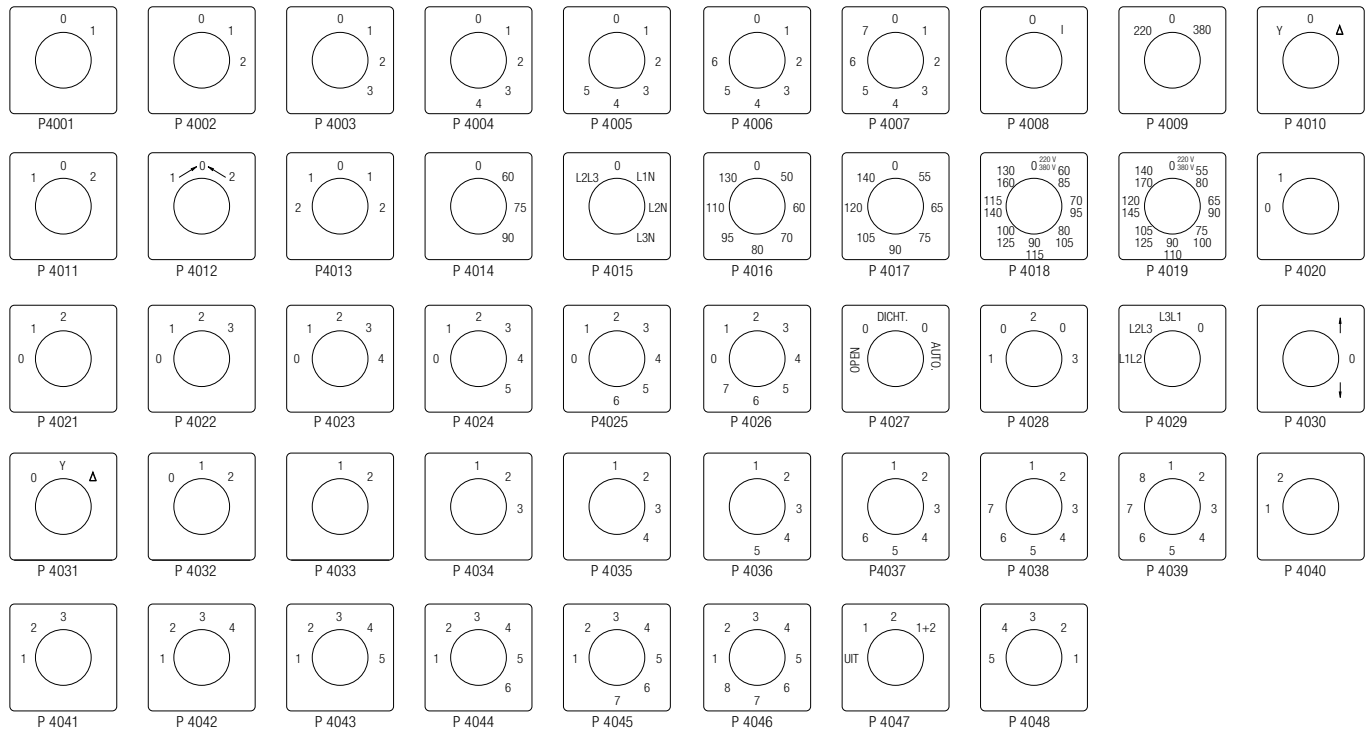 0 1
P4001
0 1 2
P 4002
0 1 2 3
P 4003
0 1 2 3 4
P 4004
0 1 2 3 4 5
P 4005
0 1 2 3 4 5 6
P 4006
0 1 2 3 4 5 6 7
P 4007
0 I
P 4008
220 0 380
P 4009
Y 0 Δ
P 4010
1 0 2
P 4011
1 0 2
P 4012
2 1 0 1 2
P4013
0 60 75 90
P 4014
L2L3 0 L1N L2N L3N
P 4015
0 50 60 70 80 95 110 130
P 4016
0 55 65 75 90 105 120 140
P 4017
0 220 V
380 V
60
85
70
95
80
105
90
115
100
125
115
140
130
160
P 4018
0 220 V
380 V
55
80
65
90
75
100
90
110
105
125
120
145
140
170
P 4019
0 1
P 4020
0 1 2
P 4021
0 1 2 3
P 4022
0 1 2 3 4
P 4023
0 1 2 3 4 5
P 4024
0 1 2 3 4 5 6
P4025
0 1 2 3 4 5 6 7
P 4026
OPEN 0 DICHT. 0 AUTO.
P 4027
1 0 2 0 3
P 4028
L1L2 L2L3 L3L1 0
P 4029
↑ 0 ↓
P 4030
0 Y Δ
P 4031
0 1 2
P 4032
1 2
P 4033
1 2 3
P 4034
1 2 3 4
P 4035
1 2 3 4 5
P 4036
1 2 3 4 5 6
P4037
1 2 3 4 5 6 7
P 4038
1 2 3 4 5 6 7 8
P 4039
1 2
P 4040
1 2 3
P 4041
1 2 3 4
P 4042
1 2 3 4 5
P 4043
1 2 3 4 5 6
P 4044
1 2 3 4 5 6 7
P 4045
1 2 3 4 5 6 7 8
P 4046
UIT 1 2 1+2
P 4047
5 4 3 2 1
P 4048